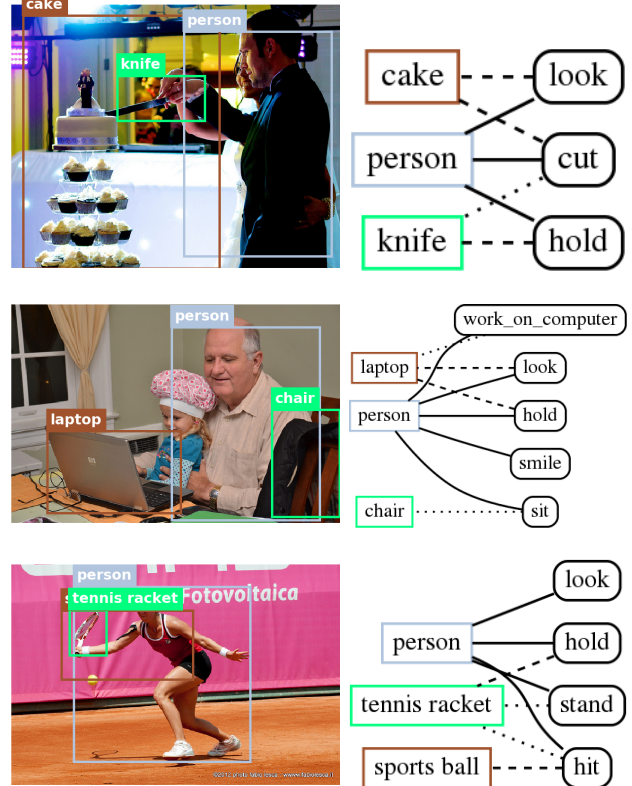 cake
person
knife
cake
look
person
cut
knife
hold
person
chair
laptop
work_on_computer
laptop
look
person
hold
smile
chair
sit
person
tennis racket
Fotovoltaica
look
person
hold
tennis racket
stand
sports ball
hit